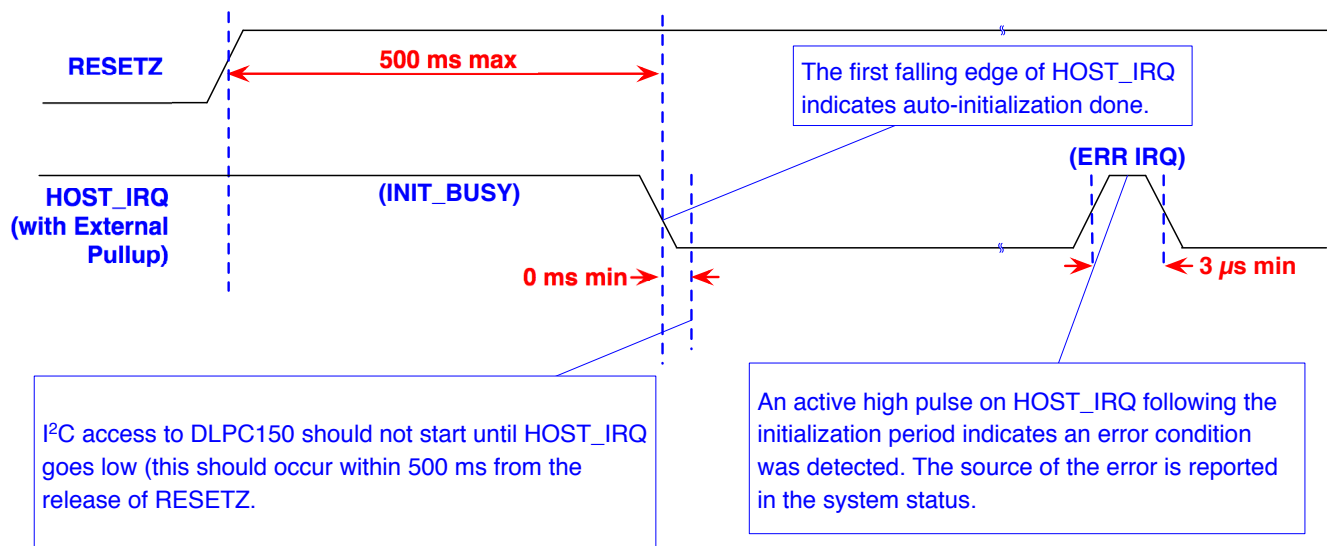 RESETZ
500 ms max
The first falling edge of HOST_IRQ
indicates auto-initialization done.
HOST_IRQ
(with External
Pullup)
(INIT_BUSY)
(ERR IRQ)
0 ms min
3 µs min
I²C access to DLPC150 should not start until HOST_IRQ
goes low (this should occur within 500 ms from the
release of RESETZ.
An active high pulse on HOST_IRQ following the
initialization period indicates an error condition
was detected. The source of the error is reported
in the system status.